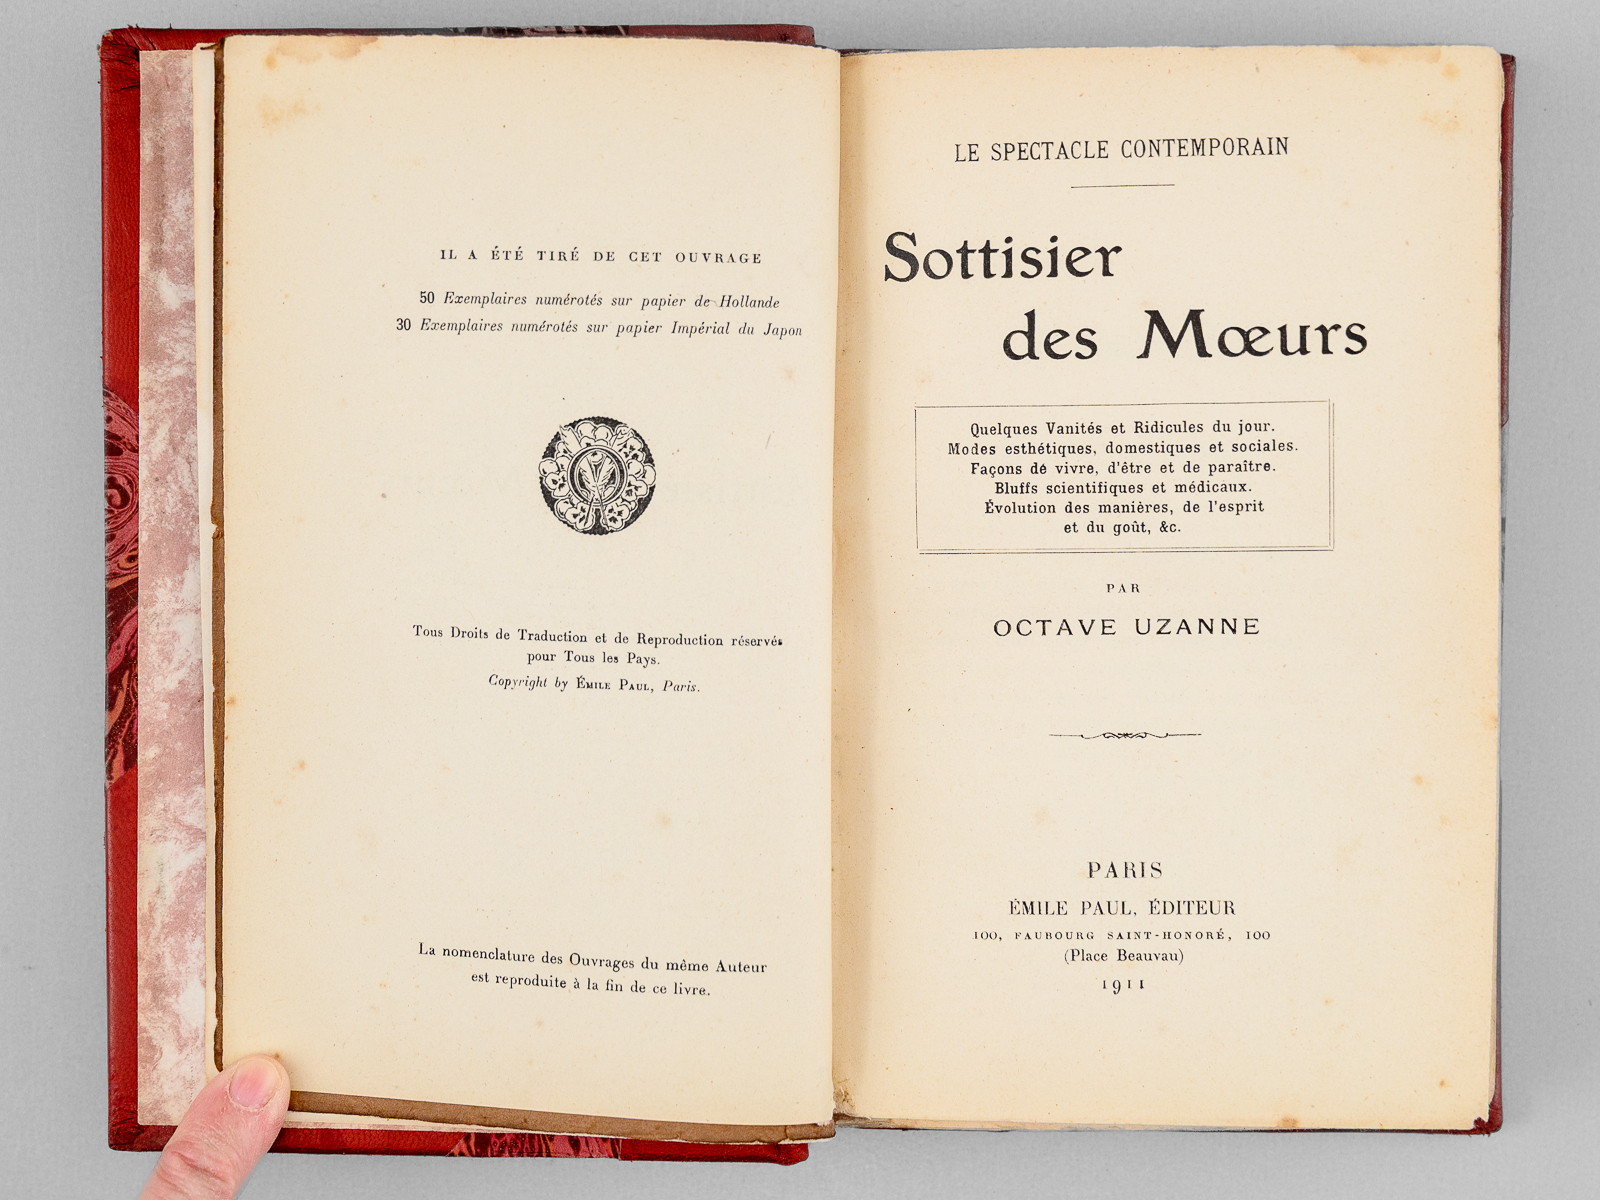 IL A ÉTÉ TIRÉ DE CET OUVRAGE
50 Exemplaires numérotés sur papier de Hollande
30 Exemplaires numérotés sur papier Impérial du Japon
Tous Droits de Traduction et de Reproduction réservés
pour Tous les Pays.
Copyright by ÉMILE PAUL, Paris.
La nomenclature des Ouvrages du même Auteur
est reproduite à la fin de ce livre.
LE SPECTACLE CONTEMPORAIN
Sottisier
des Mœurs
Quelques Vanités et Ridicules du jour.
Modes esthétiques, domestiques et sociales.
Façons de vivre, d'être et de paraître.
Bluffs scientifiques et médicaux.
Évolution des manières, de l'esprit
et du goût, &c.
PAR
OCTAVE UZANNE
PARIS
ÉMILE PAUL, ÉDITEUR
100, FAUBOURG SAINT-HONORÉ, 100
(Place Beauvau)
1911